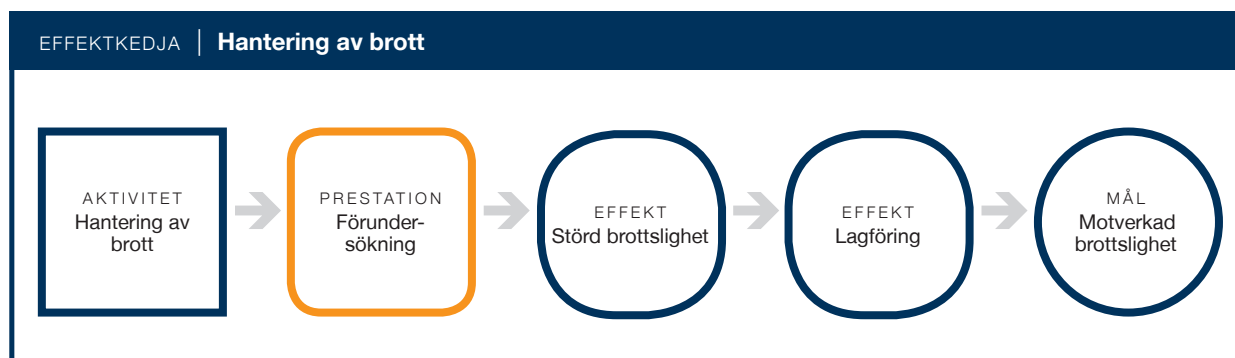 EFFEKTKEDJA | Hantering av brott
AKTIVITET
Hantering av
brott
PRESTATION
Förunder-
sökning
EFFEKT
Störd brottslighet
EFFEKT
Lagföring
MÅL
Motverkad
brottslighet